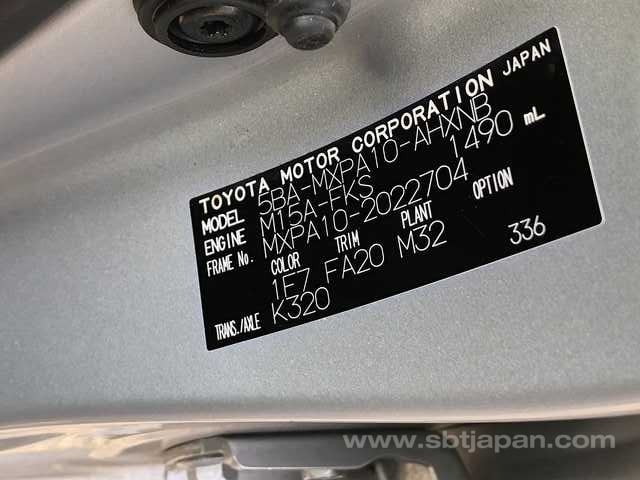 TOYOTA MOTOR CORPORATION JAPAN
MODEL 5BA-MXPA10-AHXNB
ENGINE M15A-FKS 1490 mL
FRAME No. MXPA10-2022704
COLOR TRIM PLANT OPTION
1E7 FA20 M32 336
TRANS./AXLE K320
www.sbtjapan.com